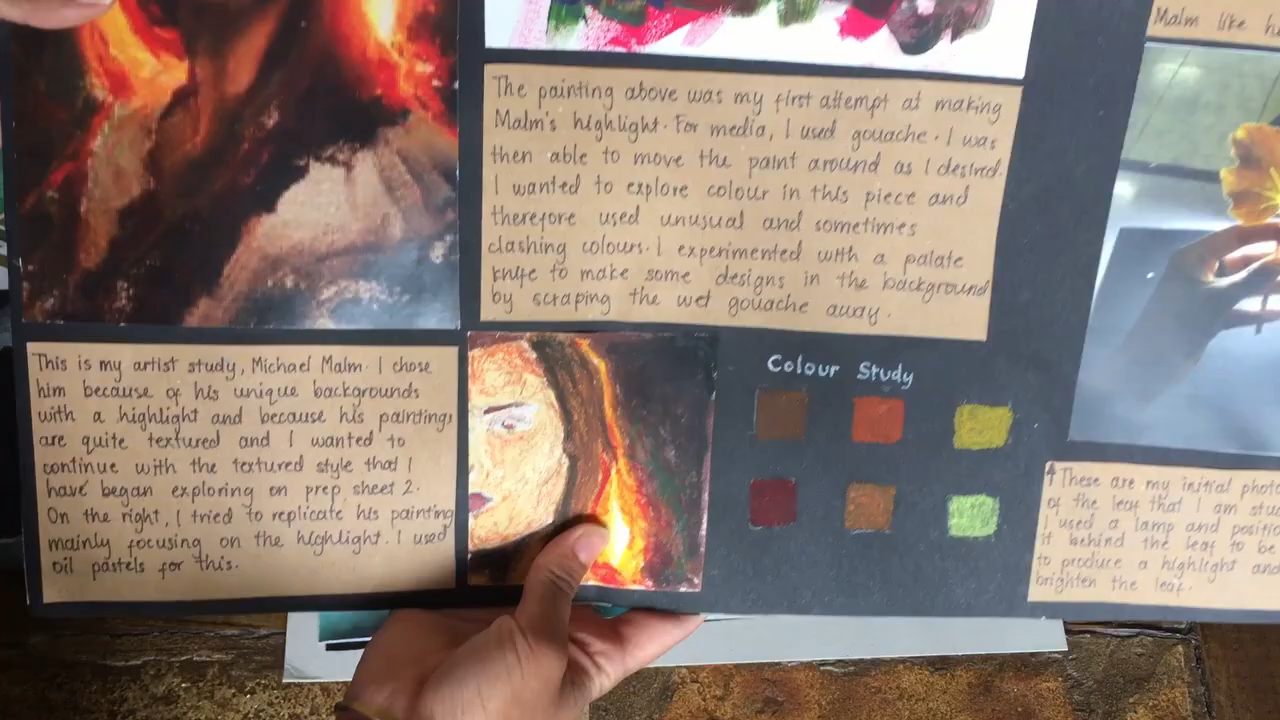 Malm like
The painting above was my first attempt at making
Malm's highlight. For media, I used gouache. I was
then able to move the paint around as I desired.
I wanted to explore colour in this piece and
therefore used unusual and sometimes
clashing colours. I experimented with a palate
knife to make some designs in the background
by scraping the wet gouache away.
This is my artist study, Michael Malm. I chose
him because of his unique backgrounds
with a highlight and because his paintings
are quite textured and I wanted to
continue with the textured style that I
have began exploring on prep sheet 2.
On the right, I tried to replicate his painting
mainly focusing on the highlight. I used
oil pastels for this.
Colour Study
These are my initial
of the leaf that I am
I used a lamp and
it behind the leaf to be
to produce a highlight and
brighten the leaf.